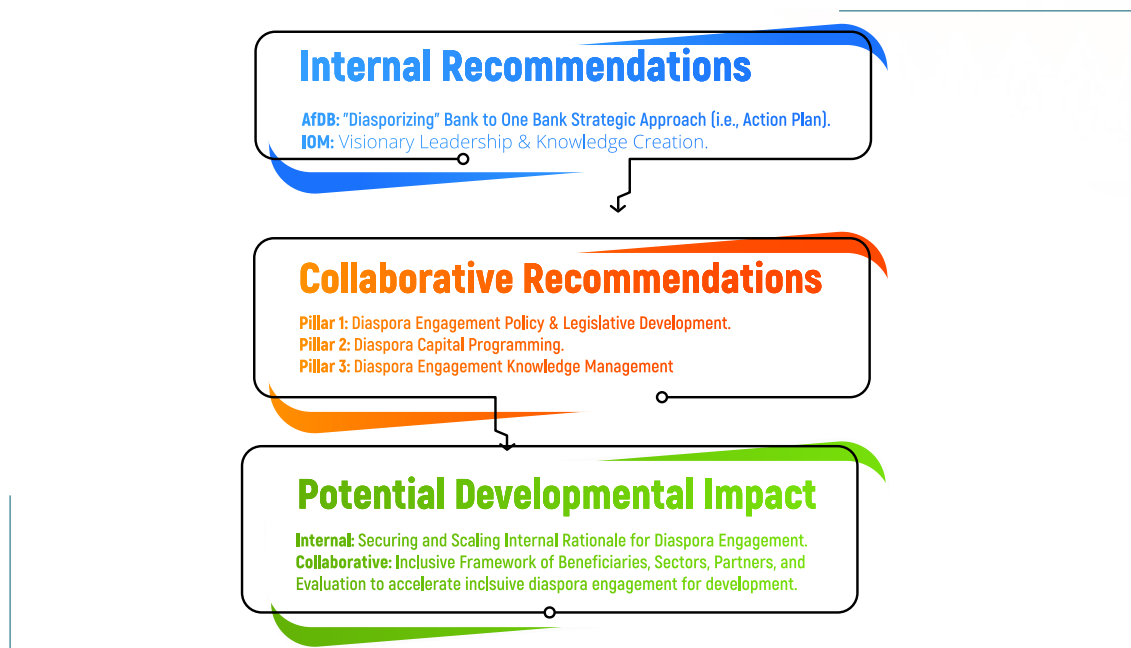 Internal Recommendations
AfDB: "Diasporizing" Bank to One Bank Strategic Approach (i.e., Action Plan).
IOM: Visionary Leadership & Knowledge Creation.
Collaborative Recommendations
Pillar 1: Diaspora Engagement Policy & Legislative Development.
Pillar 2: Diaspora Capital Programming.
Pillar 3: Diaspora Engagement Knowledge Management
Potential Developmental Impact
Internal: Securing and Scaling Internal Rationale for Diaspora Engagement.
Collaborative: Inclusive Framework of Beneficiaries, Sectors, Partners, and
Evaluation to accelerate inclsuive diaspora engagement for development.